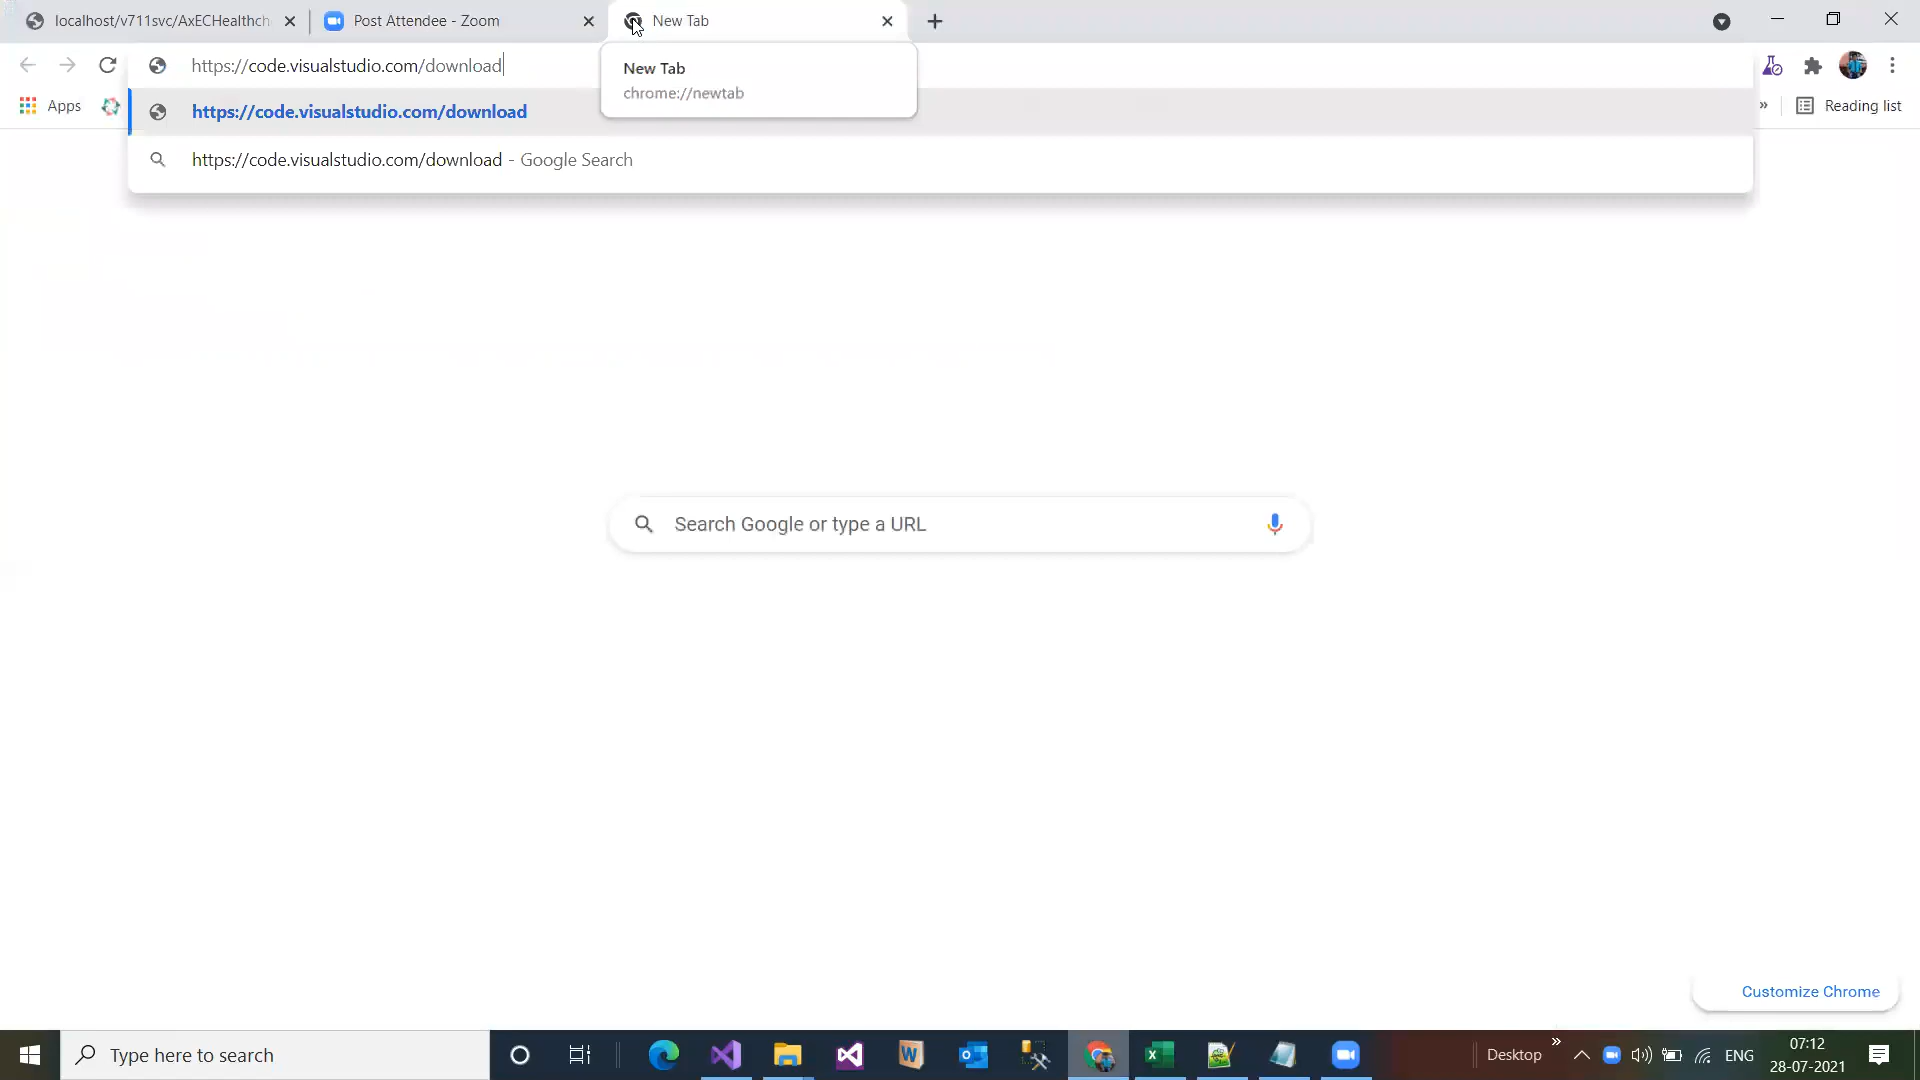 localhost/v711svc/AxECHealthch
Post Attendee - Zoom
New Tab
https://code.visualstudio.com/download
New Tab
chrome://newtab
Apps
https://code.visualstudio.com/download
» Reading list
https://code.visualstudio.com/download - Google Search
Search Google or type a URL
Customize Chrome
Type here to search
Desktop »
ENG
07:12
28-07-2021